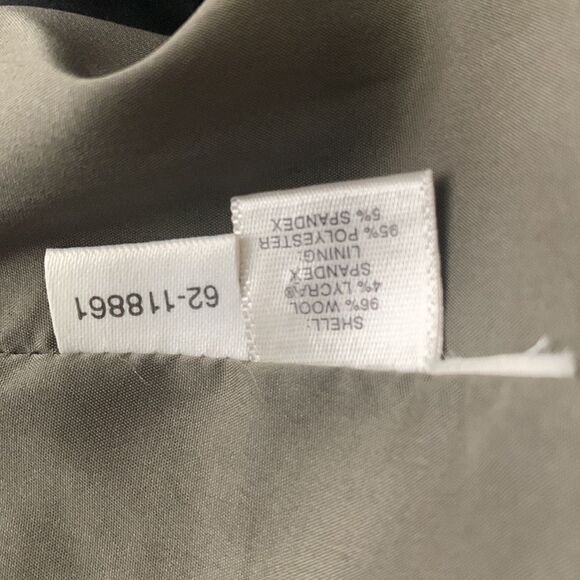 SHELL:
96% WOOL
4% LYCRA®
SPANDEX
LINING:
95% POLYESTER
5% SPANDEX
62-118861